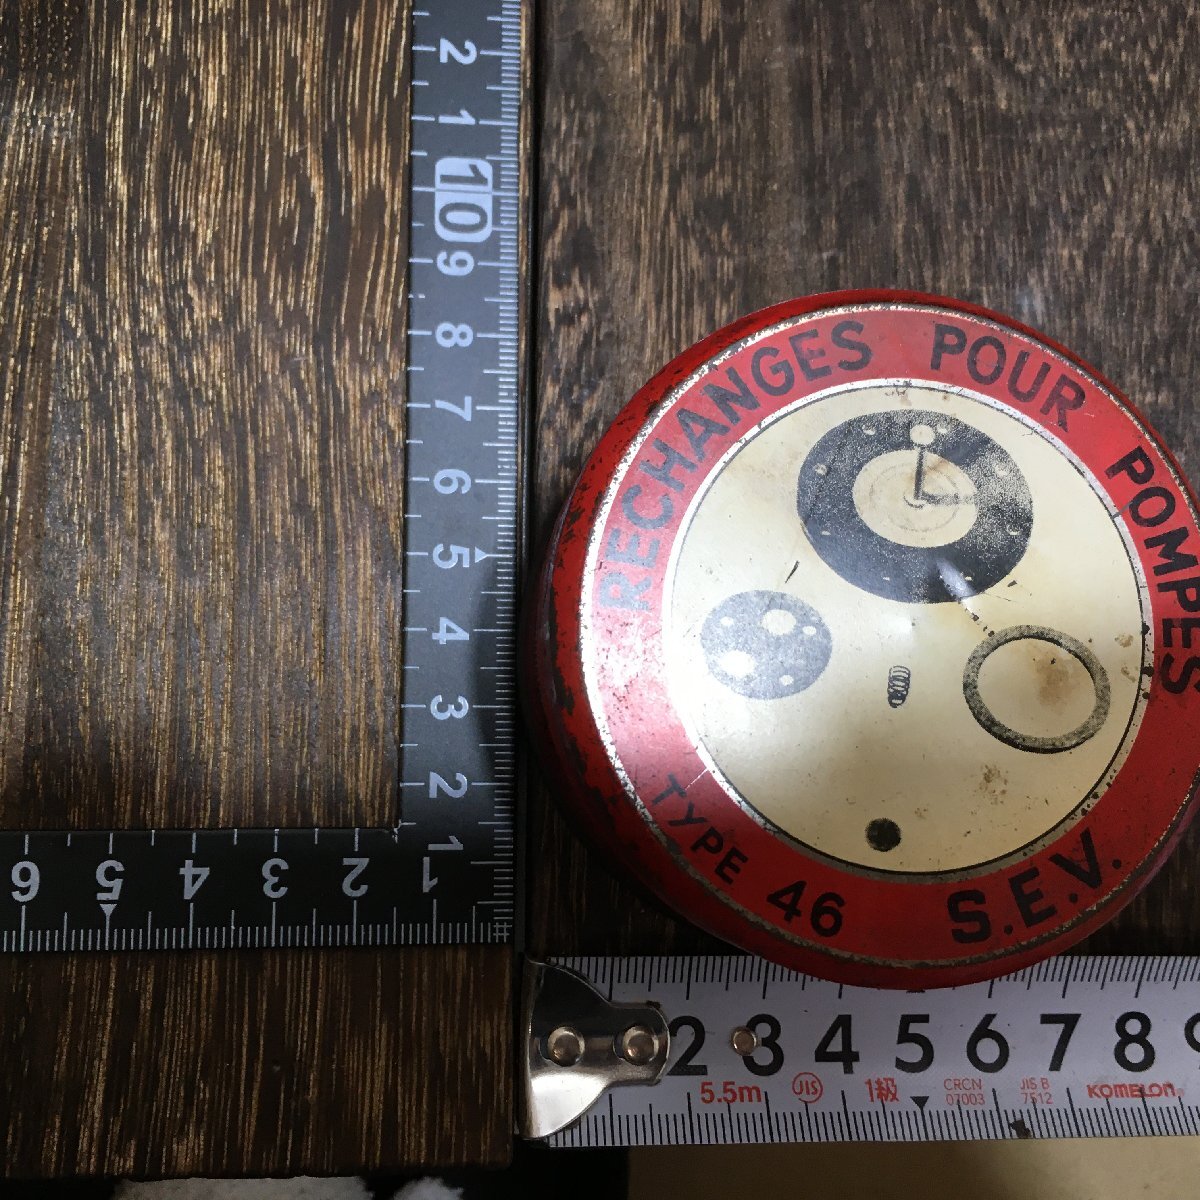 2
1
10
9
8
7
6
5
4
3
2
1
6 5 4 3 2 1
RECHANGES POUR POMPES
TYPE 46 S.E.V.
2 3 4 5 6 7 8 9
5.5m JIS 1級 CRCN 07003 JIS B 7512 KOMELON